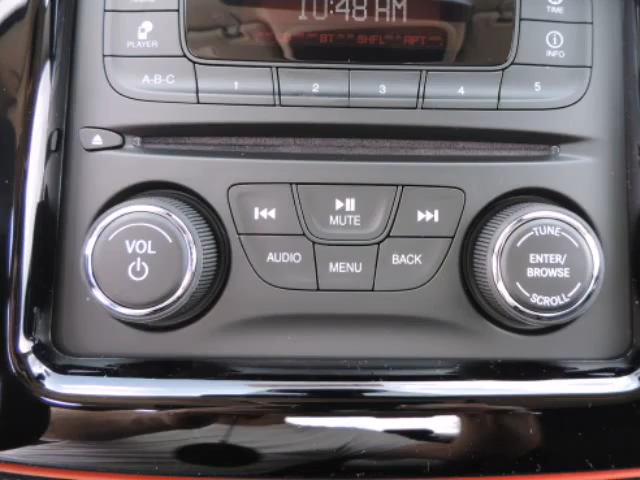 10:48 AM
TIME
PLAYER
BT SHFL RPT
INFO
A-B-C 1 2 3 4 5
VOL
MUTE
TUNE
ENTER/
BROWSE
SCROLL
AUDIO MENU BACK